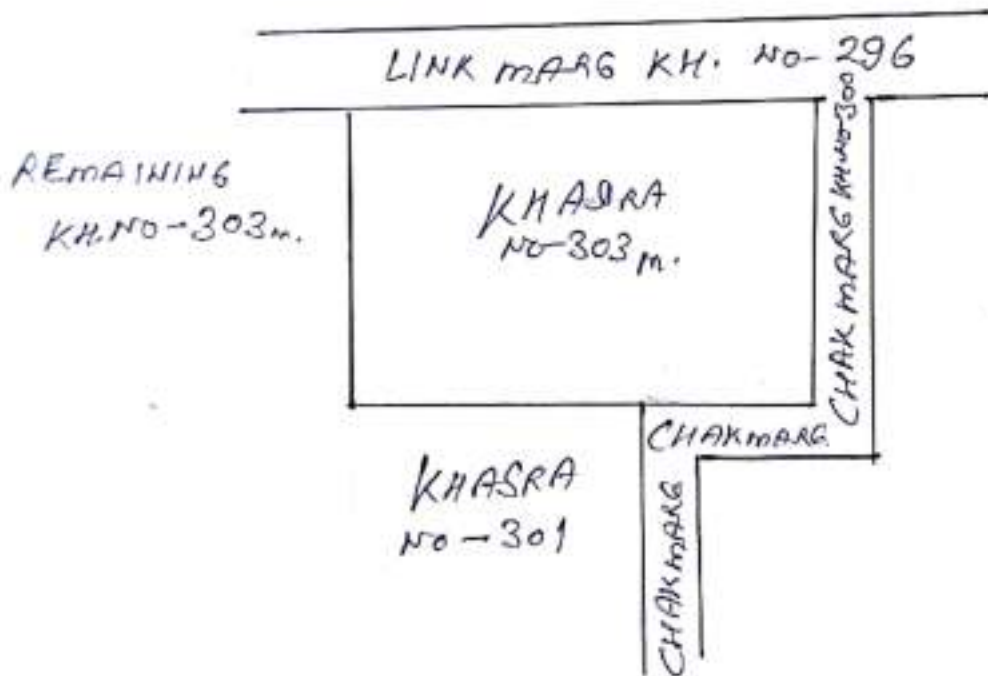 LINK MARG KH. NO-296
REMAINING
KH.NO-303m.
KHASRA
NO-303m.
CHAK MARG KH.NO-300
CHAKMARG
KHASRA
NO-301
CHAKMARG